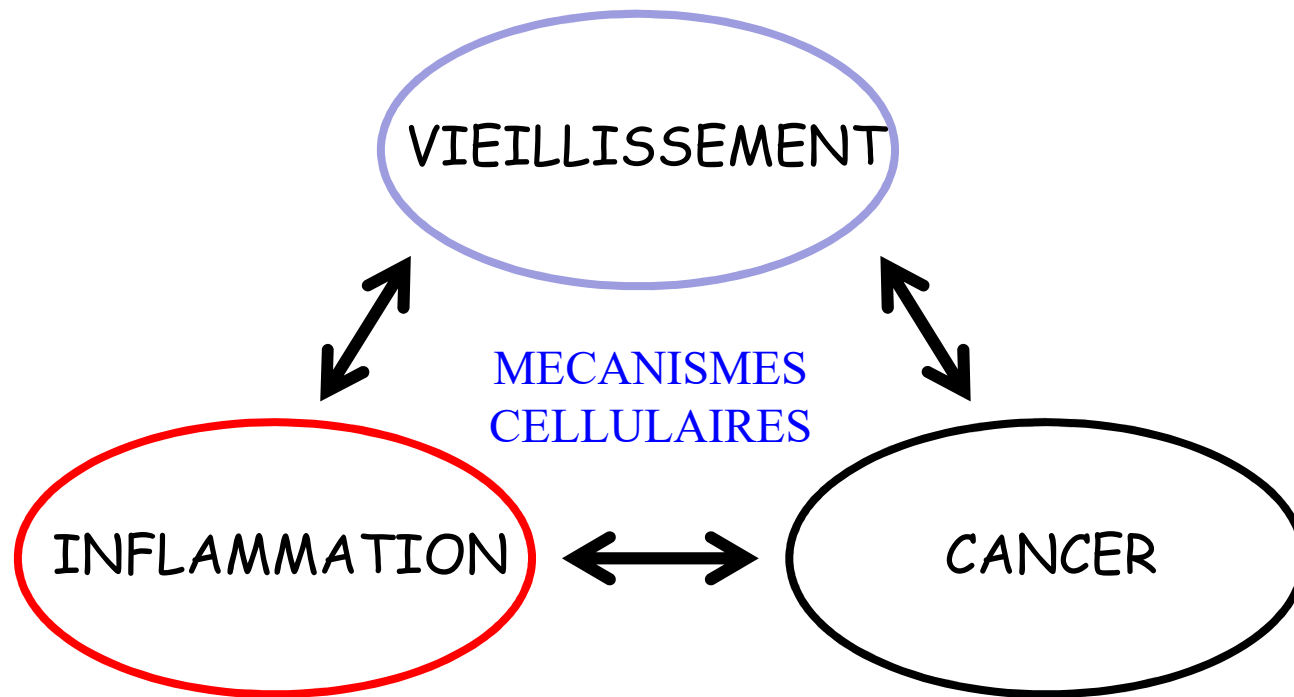 VIEILLISSEMENT
MECANISMES
CELLULAIRES
INFLAMMATION
CANCER